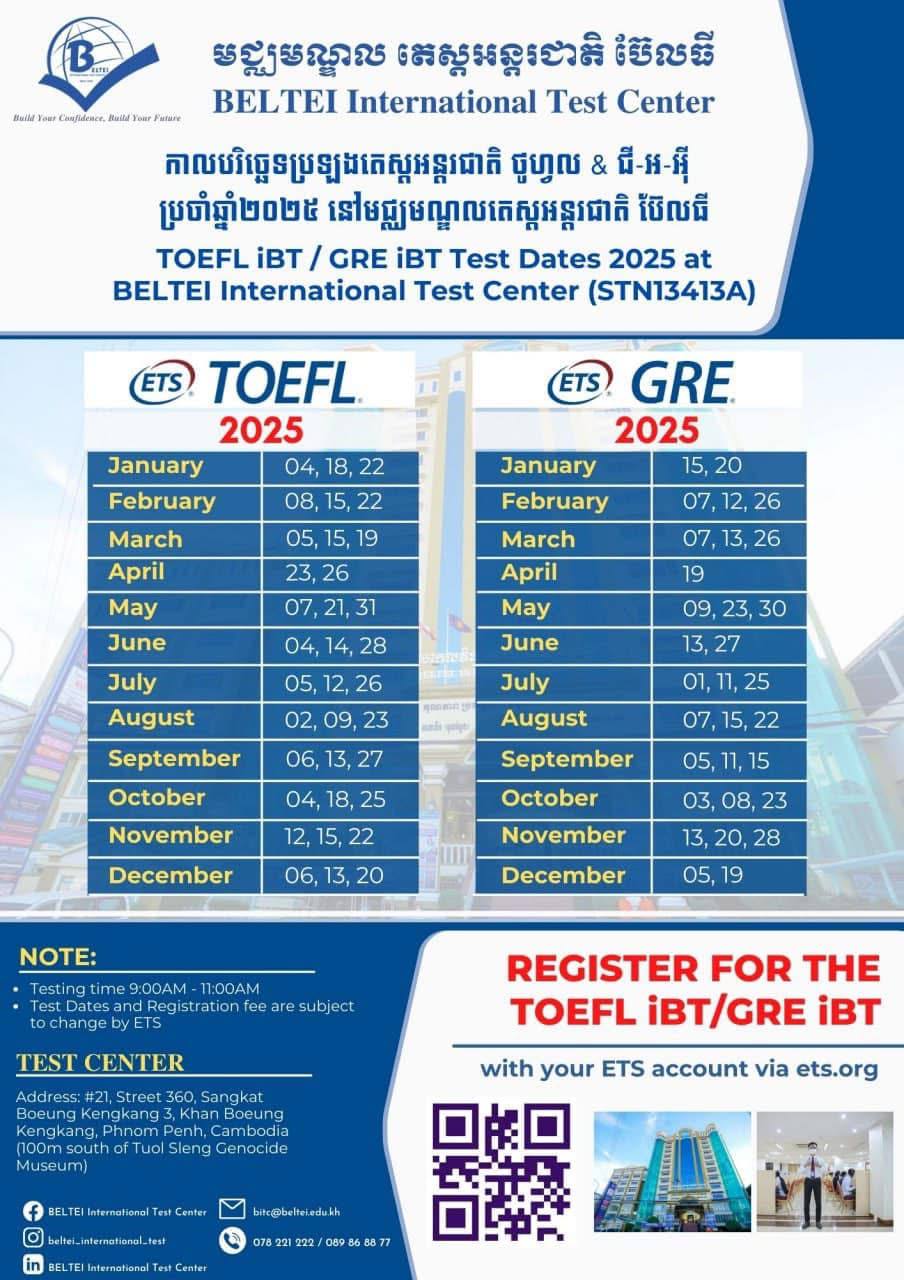 BELTEI
Build Your Confidence, Build Your Future
មជ្ឈមណ្ឌល តេស្តអន្តរជាតិ ប៊ែលធី
BELTEI International Test Center
កាលបរិច្ឆេទប្រឡងតេស្តអន្តរជាតិ ថូហ្វល & ជី-អ-អ៊ី
ប្រចាំឆ្នាំ២០២៥ នៅមជ្ឈមណ្ឌលតេស្តអន្តរជាតិ ប៊ែលធី
TOEFL iBT / GRE iBT Test Dates 2025 at
BELTEI International Test Center (STN13413A)
ETS TOEFL
2025
January 04, 18, 22
February 08, 15, 22
March 05, 15, 19
April 23, 26
May 07, 21, 31
June 04, 14, 28
July 05, 12, 26
August 02, 09, 23
September 06, 13, 27
October 04, 18, 25
November 12, 15, 22
December 06, 13, 20
ETS GRE
2025
January 15, 20
February 07, 12, 26
March 07, 13, 26
April 19
May 09, 23, 30
June 13, 27
July 01, 11, 25
August 07, 15, 22
September 05, 11, 15
October 03, 08, 23
November 13, 20, 28
December 05, 19
NOTE:
• Testing time 9:00AM - 11:00AM
• Test Dates and Registration fee are subject
to change by ETS
TEST CENTER
Address: #21, Street 360, Sangkat
Boeung Kengkang 3, Khan Boeung
Kengkang, Phnom Penh, Cambodia
(100m south of Tuol Sleng Genocide
Museum)
BELTEI International Test Center
beltei_international_test
BELTEI International Test Center
bitc@beltei.edu.kh
078 221 222 / 089 86 88 77
REGISTER FOR THE
TOEFL iBT/GRE iBT
with your ETS account via ets.org